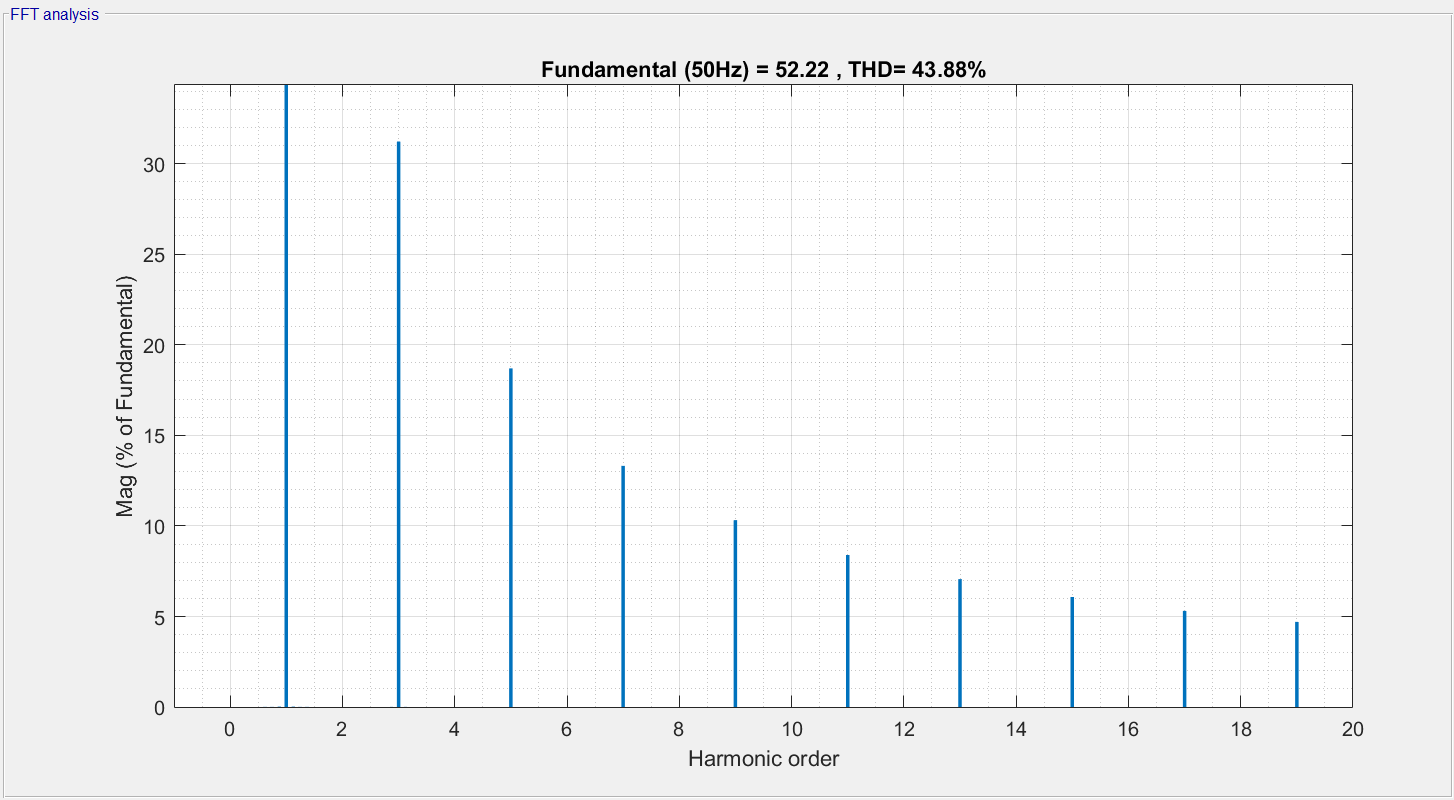 FFT analysis
Fundamental (50Hz) = 52.22 , THD= 43.88%
30
25
20
15
10
5
0
Mag (% of Fundamental)
0 2 4 6 8 10 12 14 16 18 20
Harmonic order